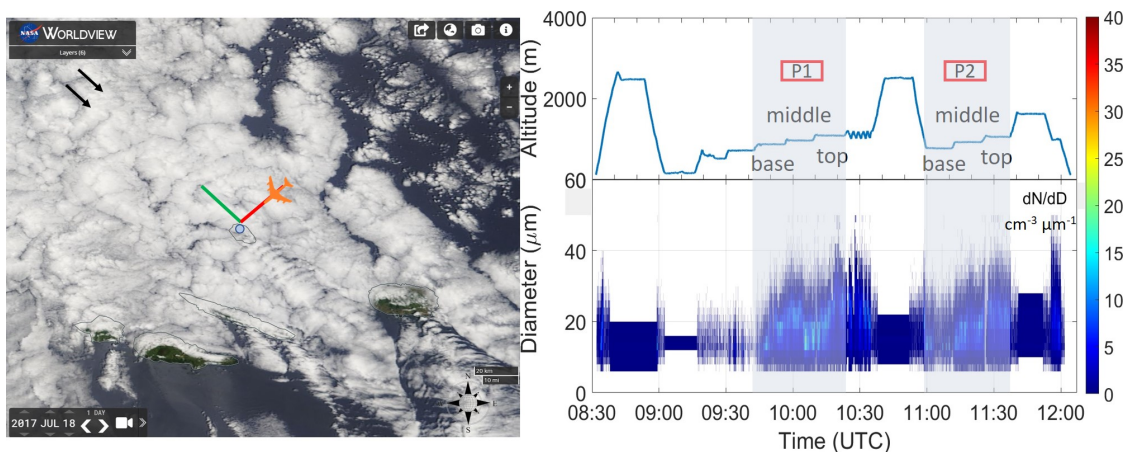 NASA WORLDVIEW
Layers (6)
+
−
20 km
10 mi
N
E
S
1 DAY
2017 JUL 18
Altitude (m)
4000
2000
60
P1
P2
middle
middle
base
top
base
top
Diameter (μm)
40
20
0
dN/dD
cm⁻³ μm⁻¹
08:30 09:00 09:30 10:00 10:30 11:00 11:30 12:00
Time (UTC)
40
35
30
25
20
15
10
5
0